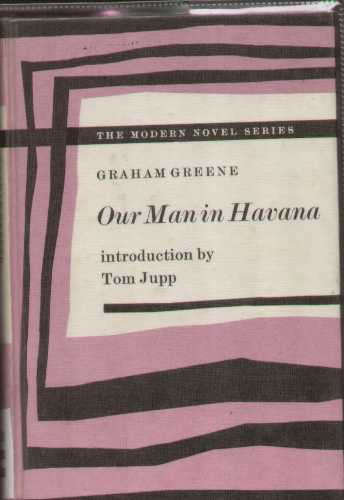 THE MODERN NOVEL SERIES
GRAHAM GREENE
Our Man in Havana
introduction by
Tom Jupp